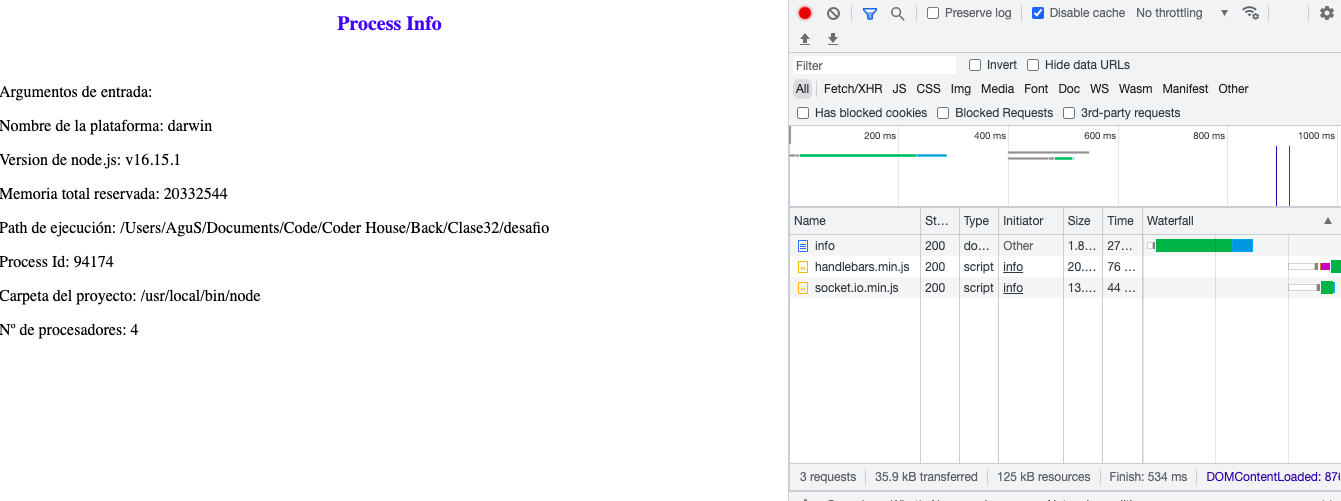 Process Info
Argumentos de entrada:
Nombre de la plataforma: darwin
Version de node.js: v16.15.1
Memoria total reservada: 20332544
Path de ejecución: /Users/AguS/Documents/Code/Coder House/Back/Clase32/desafio
Process Id: 94174
Carpeta del proyecto: /usr/local/bin/node
Nº de procesadores: 4
Preserve log Disable cache No throttling
Filter Invert Hide data URLs
All Fetch/XHR JS CSS Img Media Font Doc WS Wasm Manifest Other
Has blocked cookies Blocked Requests 3rd-party requests
200 ms 400 ms 600 ms 800 ms 1000 ms
Name St... Type Initiator Size Time Waterfall
info 200 do... Other 1.8... 27...
handlebars.min.js 200 script info 20.... 76 ...
socket.io.min.js 200 script info 13.... 44 ...
3 requests 35.9 kB transferred 125 kB resources Finish: 534 ms DOMContentLoaded: 87